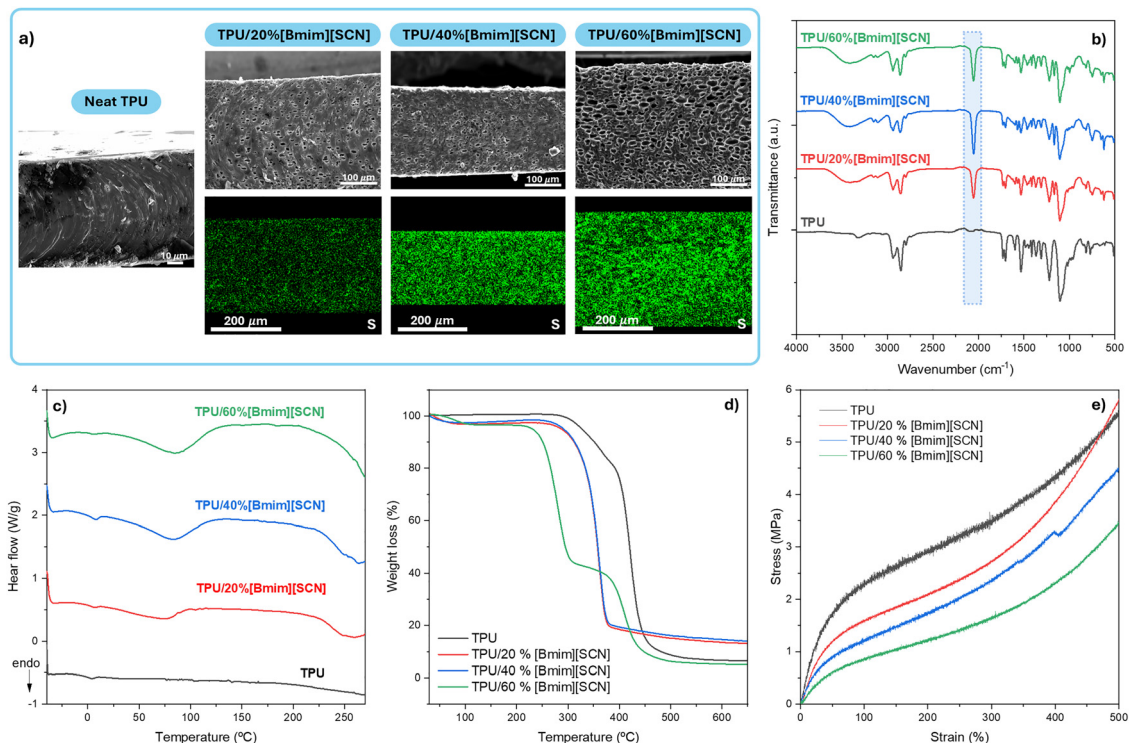 a)
Neat TPU
10 μm
TPU/20%[Bmim][SCN]
TPU/40%[Bmim][SCN]
TPU/60%[Bmim][SCN]
100 μm
100 μm
100 μm
200 μm
S
200 μm
S
200 μm
S
b)
TPU/60%[Bmim][SCN]
TPU/40%[Bmim][SCN]
TPU/20%[Bmim][SCN]
TPU
Transmittance (a.u.)
4000 3500 3000 2500 2000 1500 1000 500
Wavenumber (cm⁻¹)
c)
TPU/60%[Bmim][SCN]
TPU/40%[Bmim][SCN]
TPU/20%[Bmim][SCN]
TPU
Hear flow (W/g)
4
3
2
1
0
-1
endo
0 50 100 150 200 250
Temperature (ºC)
d)
Weight loss (%)
100
80
60
40
20
0
TPU
TPU/20 % [Bmim][SCN]
TPU/40 % [Bmim][SCN]
TPU/60 % [Bmim][SCN]
100 200 300 400 500 600
Temperature (ºC)
e)
TPU
TPU/20 % [Bmim][SCN]
TPU/40 % [Bmim][SCN]
TPU/60 % [Bmim][SCN]
Stress (MPa)
6
5
4
3
2
1
0
0 100 200 300 400 500
Strain (%)